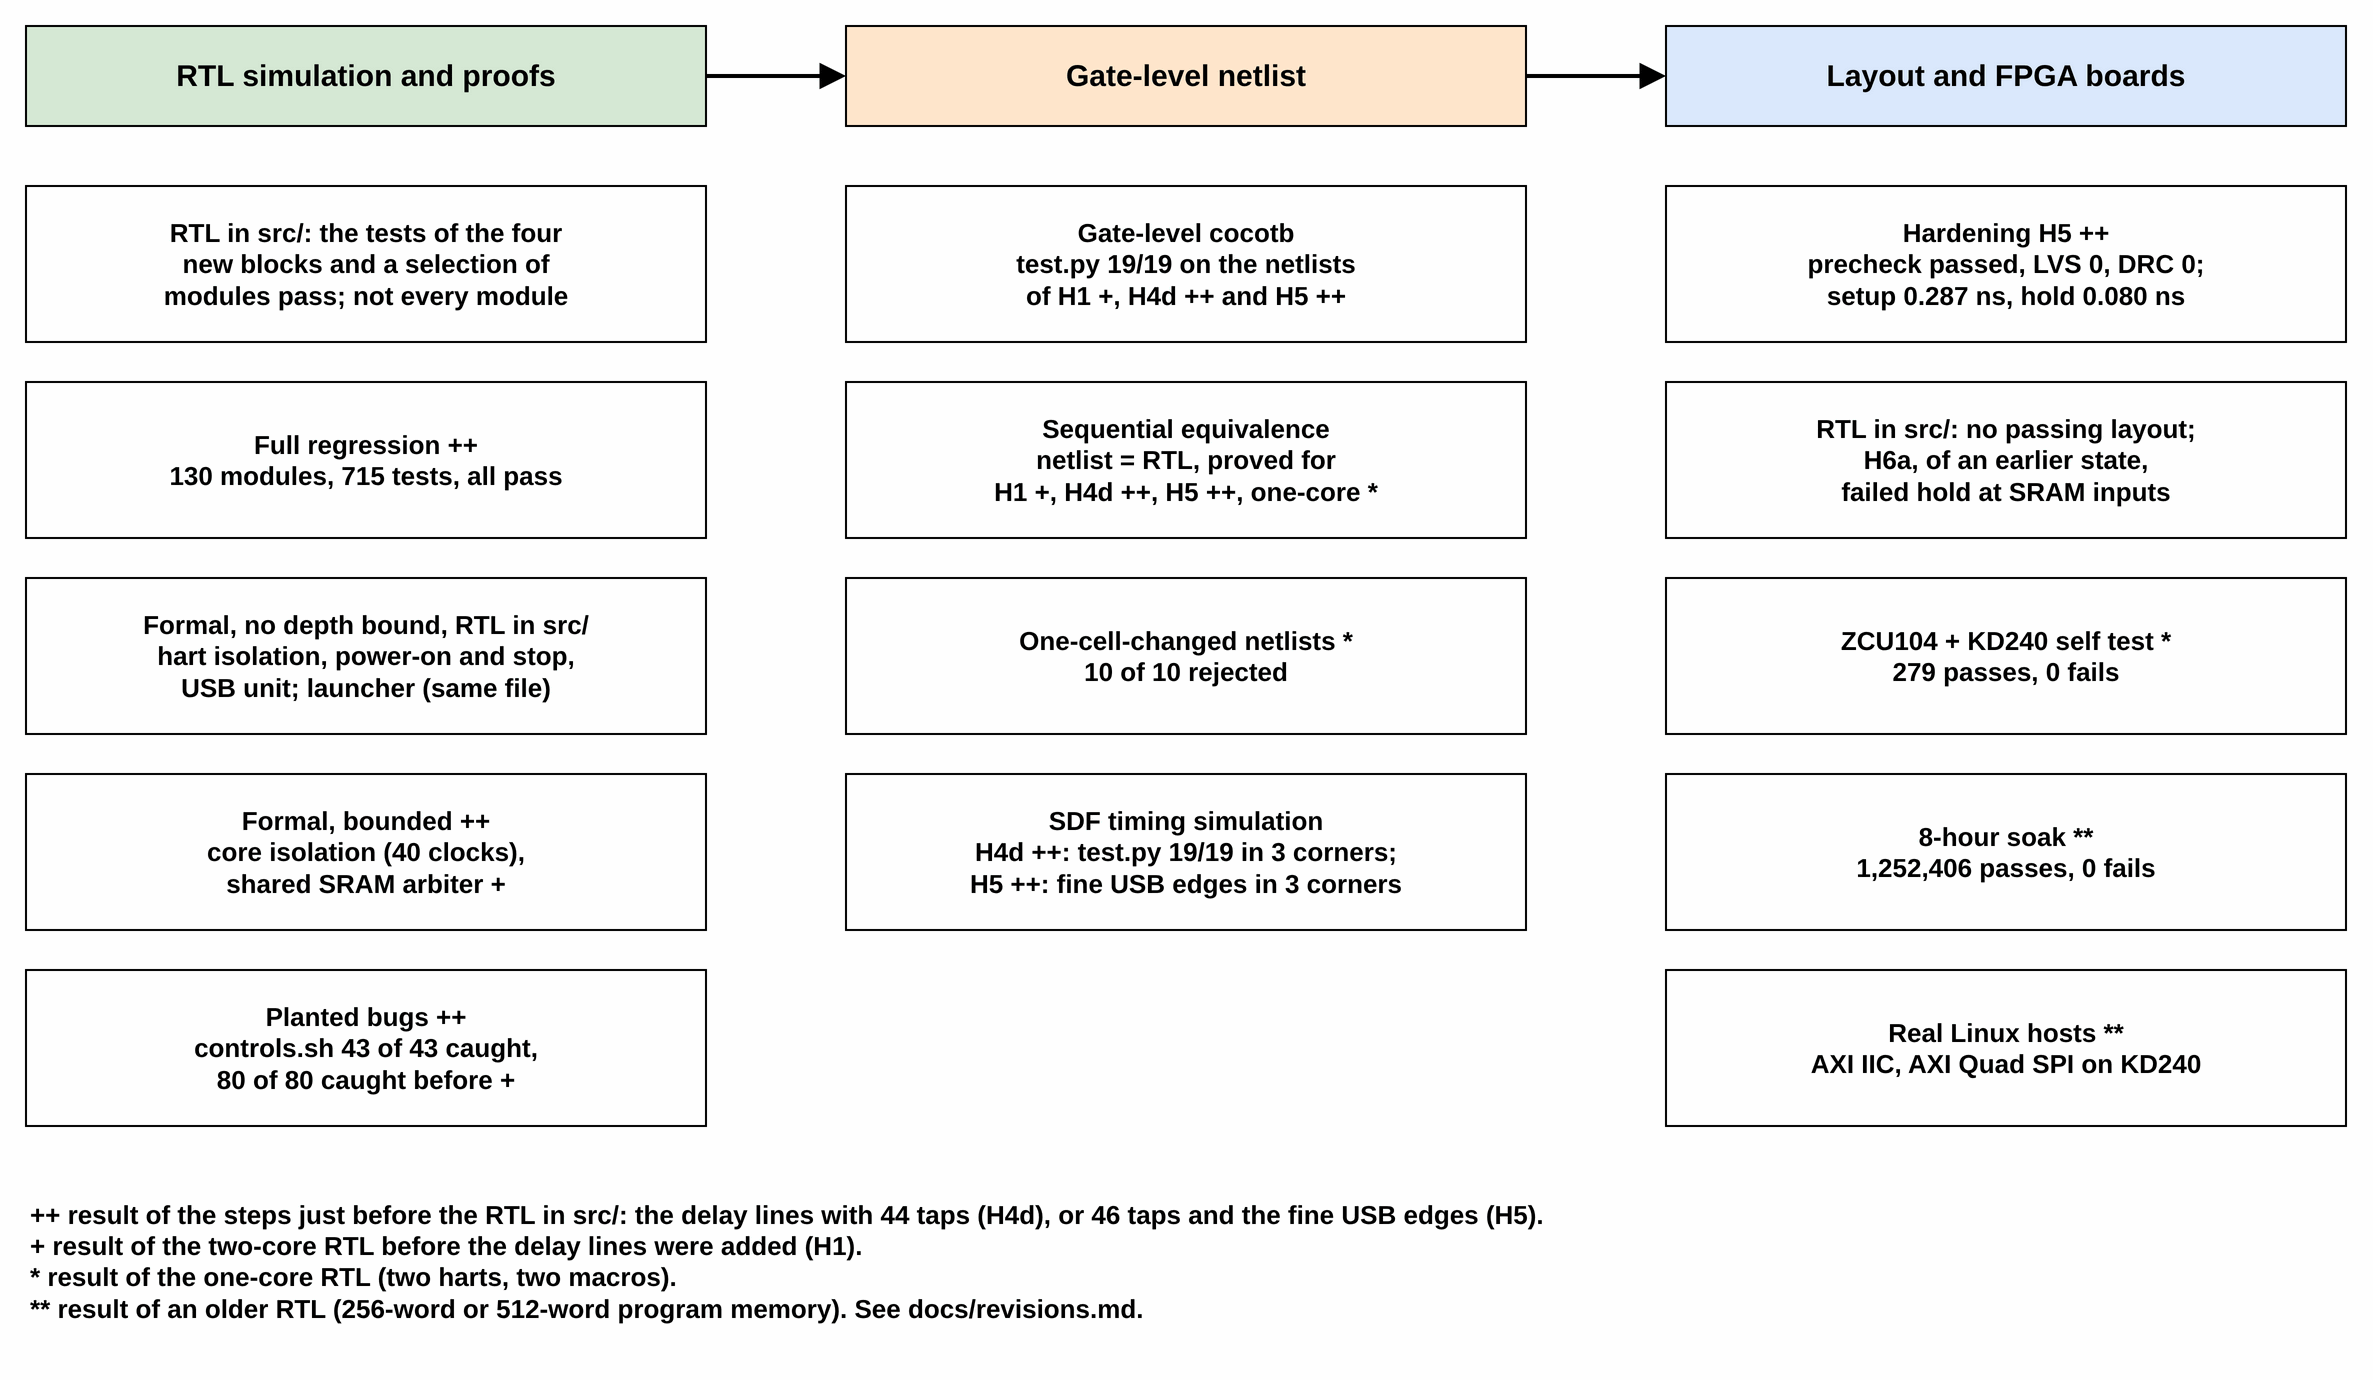 RTL simulation and proofs
Gate-level netlist
Layout and FPGA boards
RTL in src/: the tests of the four
new blocks and a selection of
modules pass; not every module
Full regression ++
130 modules, 715 tests, all pass
Formal, no depth bound, RTL in src/
hart isolation, power-on and stop,
USB unit; launcher (same file)
Formal, bounded ++
core isolation (40 clocks),
shared SRAM arbiter +
Planted bugs ++
controls.sh 43 of 43 caught,
80 of 80 caught before +
Gate-level cocotb
test.py 19/19 on the netlists
of H1 +, H4d ++ and H5 ++
Sequential equivalence
netlist = RTL, proved for
H1 +, H4d ++, H5 ++, one-core *
One-cell-changed netlists *
10 of 10 rejected
SDF timing simulation
H4d ++: test.py 19/19 in 3 corners;
H5 ++: fine USB edges in 3 corners
Hardening H5 ++
precheck passed, LVS 0, DRC 0;
setup 0.287 ns, hold 0.080 ns
RTL in src/: no passing layout;
H6a, of an earlier state,
failed hold at SRAM inputs
ZCU104 + KD240 self test *
279 passes, 0 fails
8-hour soak **
1,252,406 passes, 0 fails
Real Linux hosts **
AXI IIC, AXI Quad SPI on KD240
++ result of the steps just before the RTL in src/: the delay lines with 44 taps (H4d), or 46 taps and the fine USB edges (H5).
+ result of the two-core RTL before the delay lines were added (H1).
* result of the one-core RTL (two harts, two macros).
** result of an older RTL (256-word or 512-word program memory). See docs/revisions.md.